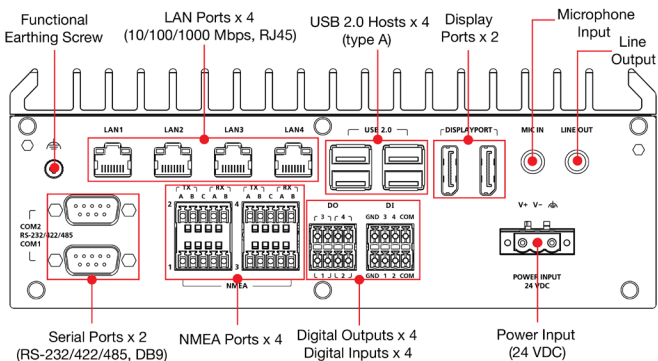 Functional
Earthing Screw
LAN Ports x 4
(10/100/1000 Mbps, RJ45)
USB 2.0 Hosts x 4
(type A)
Display
Ports x 2
Microphone
Input
Line
Output
LAN1 LAN2 LAN3 LAN4
USB 2.0
DISPLAYPORT
MIC IN LINE OUT
TX RX TX RX
A B C A B A B C A B
2 4
1 3
NMEA
COM2
RS-232/422/485
COM1
DO DI
3 4 GND 3 4 COM
L 1 L 2 GND 1 2 COM
V+ V-
POWER INPUT
24 VDC
Serial Ports x 2
(RS-232/422/485, DB9)
NMEA Ports x 4
Digital Outputs x 4
Digital Inputs x 4
Power Input
(24 VDC)